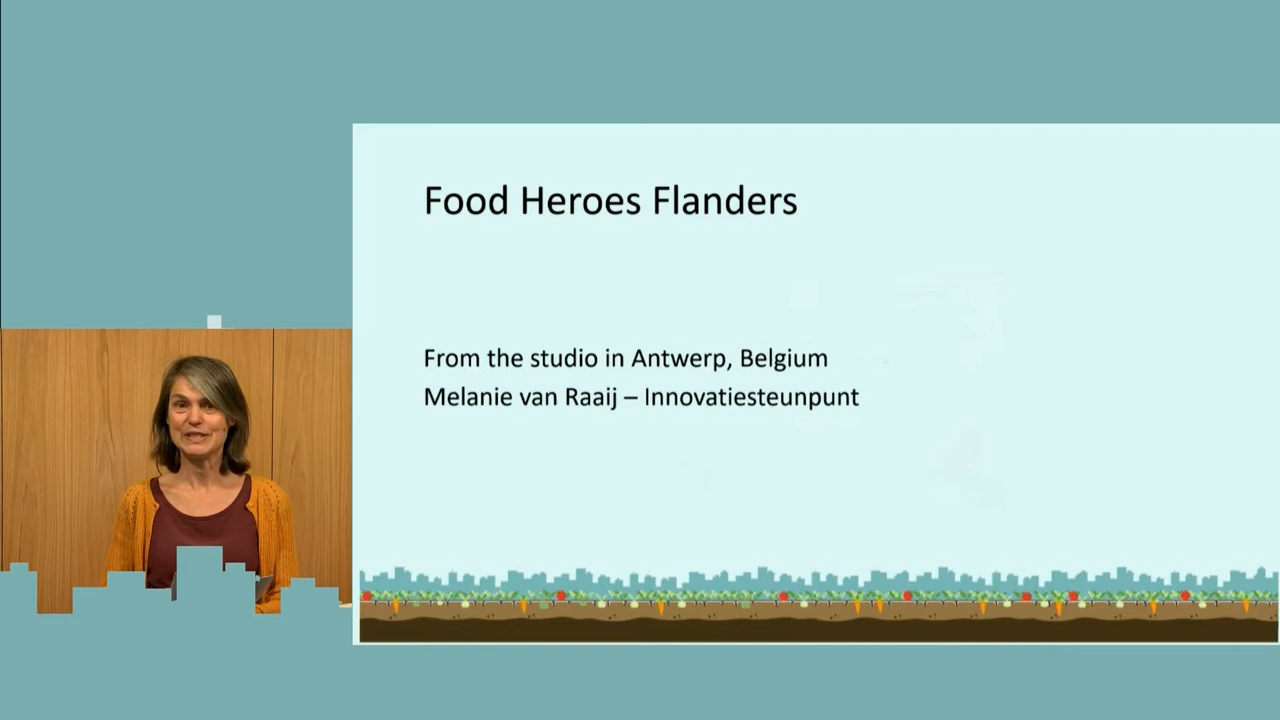 Food Heroes Flanders
From the studio in Antwerp, Belgium
Melanie van Raaij – Innovatiesteunpunt